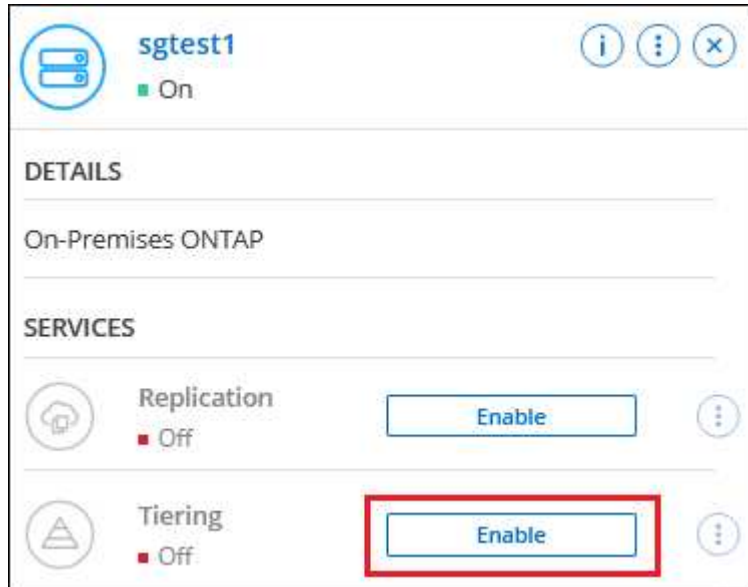 sgtest1
On
DETAILS
On-Premises ONTAP
SERVICES
Replication
Enable
Off
Tiering
Enable
Off